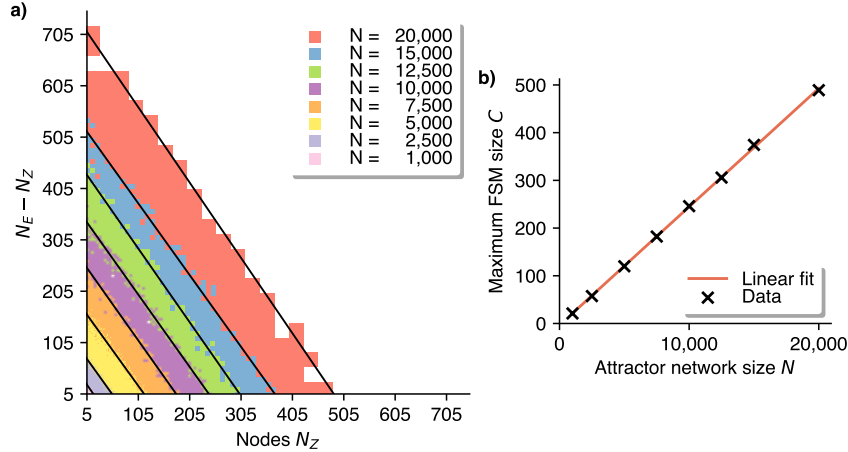 a)
705
605
505
405
305
205
105
5
N_E − N_Z
5 105 205 305 405 505 605 705
Nodes N_Z
N = 20,000
N = 15,000
N = 12,500
N = 10,000
N = 7,500
N = 5,000
N = 2,500
N = 1,000
b)
500
400
300
200
100
0
Maximum FSM size C
0 10,000 20,000
Attractor network size N
Linear fit
Data